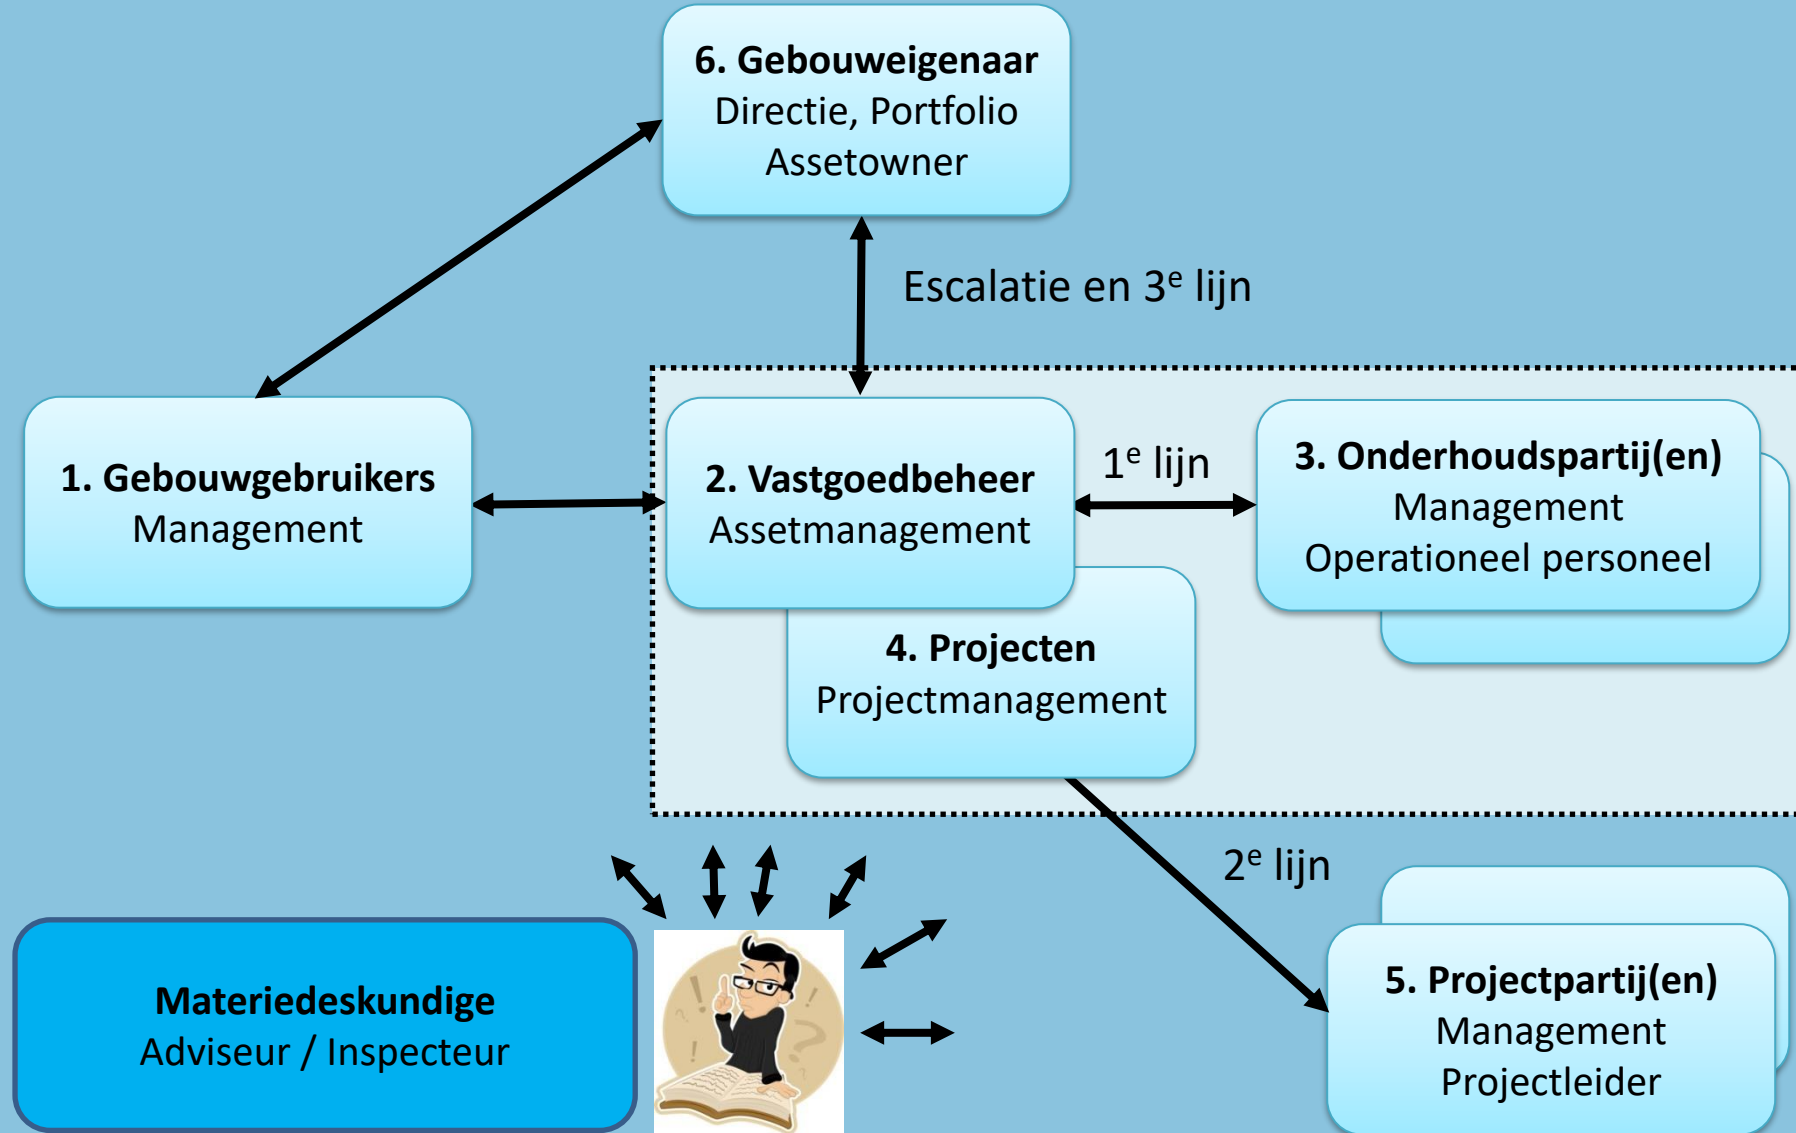 6. Gebouweigenaar
Directie, Portfolio
Assetowner
Escalatie en 3e lijn
1. Gebouwgebruikers
Management
2. Vastgoedbeheer
Assetmanagement
1e lijn
3. Onderhoudspartij(en)
Management
Operationeel personeel
4. Projecten
Projectmanagement
2e lijn
Materiedeskundige
Adviseur / Inspecteur
5. Projectpartij(en)
Management
Projectleider